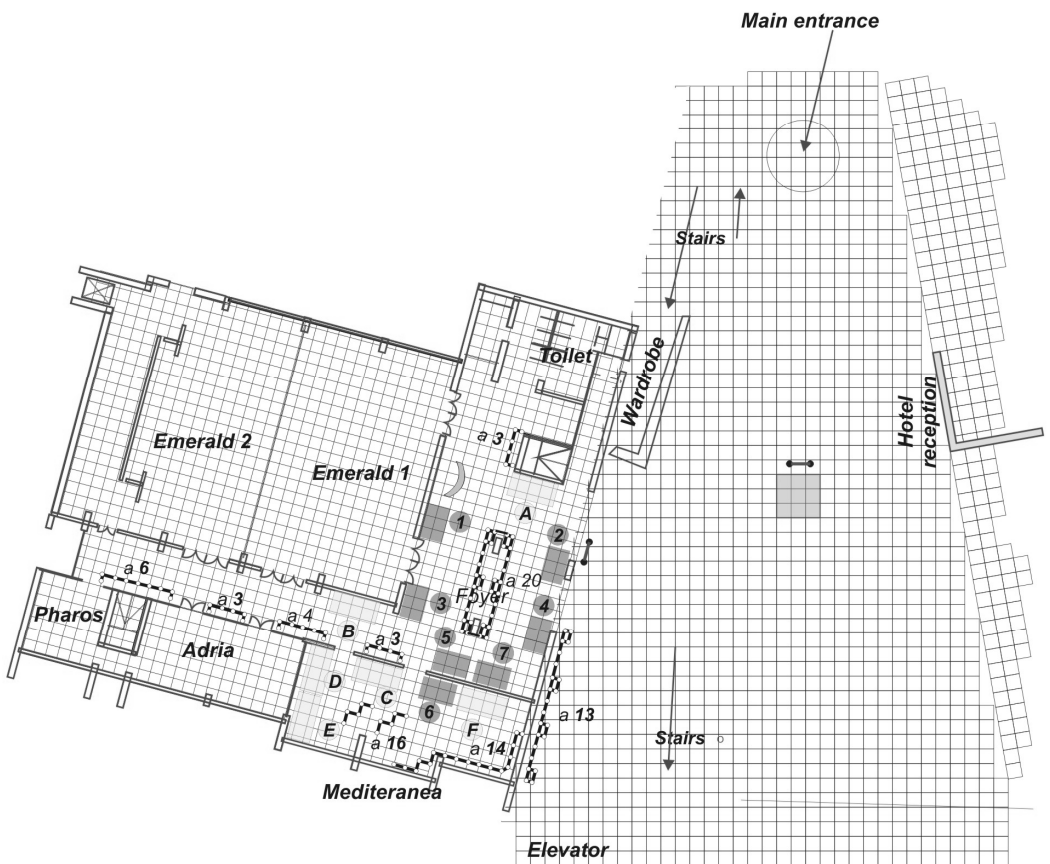 Main entrance
Stairs
Toilet
Wardrobe
Hotel
reception
Emerald 2
Emerald 1
a 3
A
1
2
a 20
Foyer
a 6
a 3
a 4
3
4
Pharos
Adria
B
a 3
5
7
D
C
6
F
E
a 16
a 14
a 13
Stairs
Mediteranea
Elevator